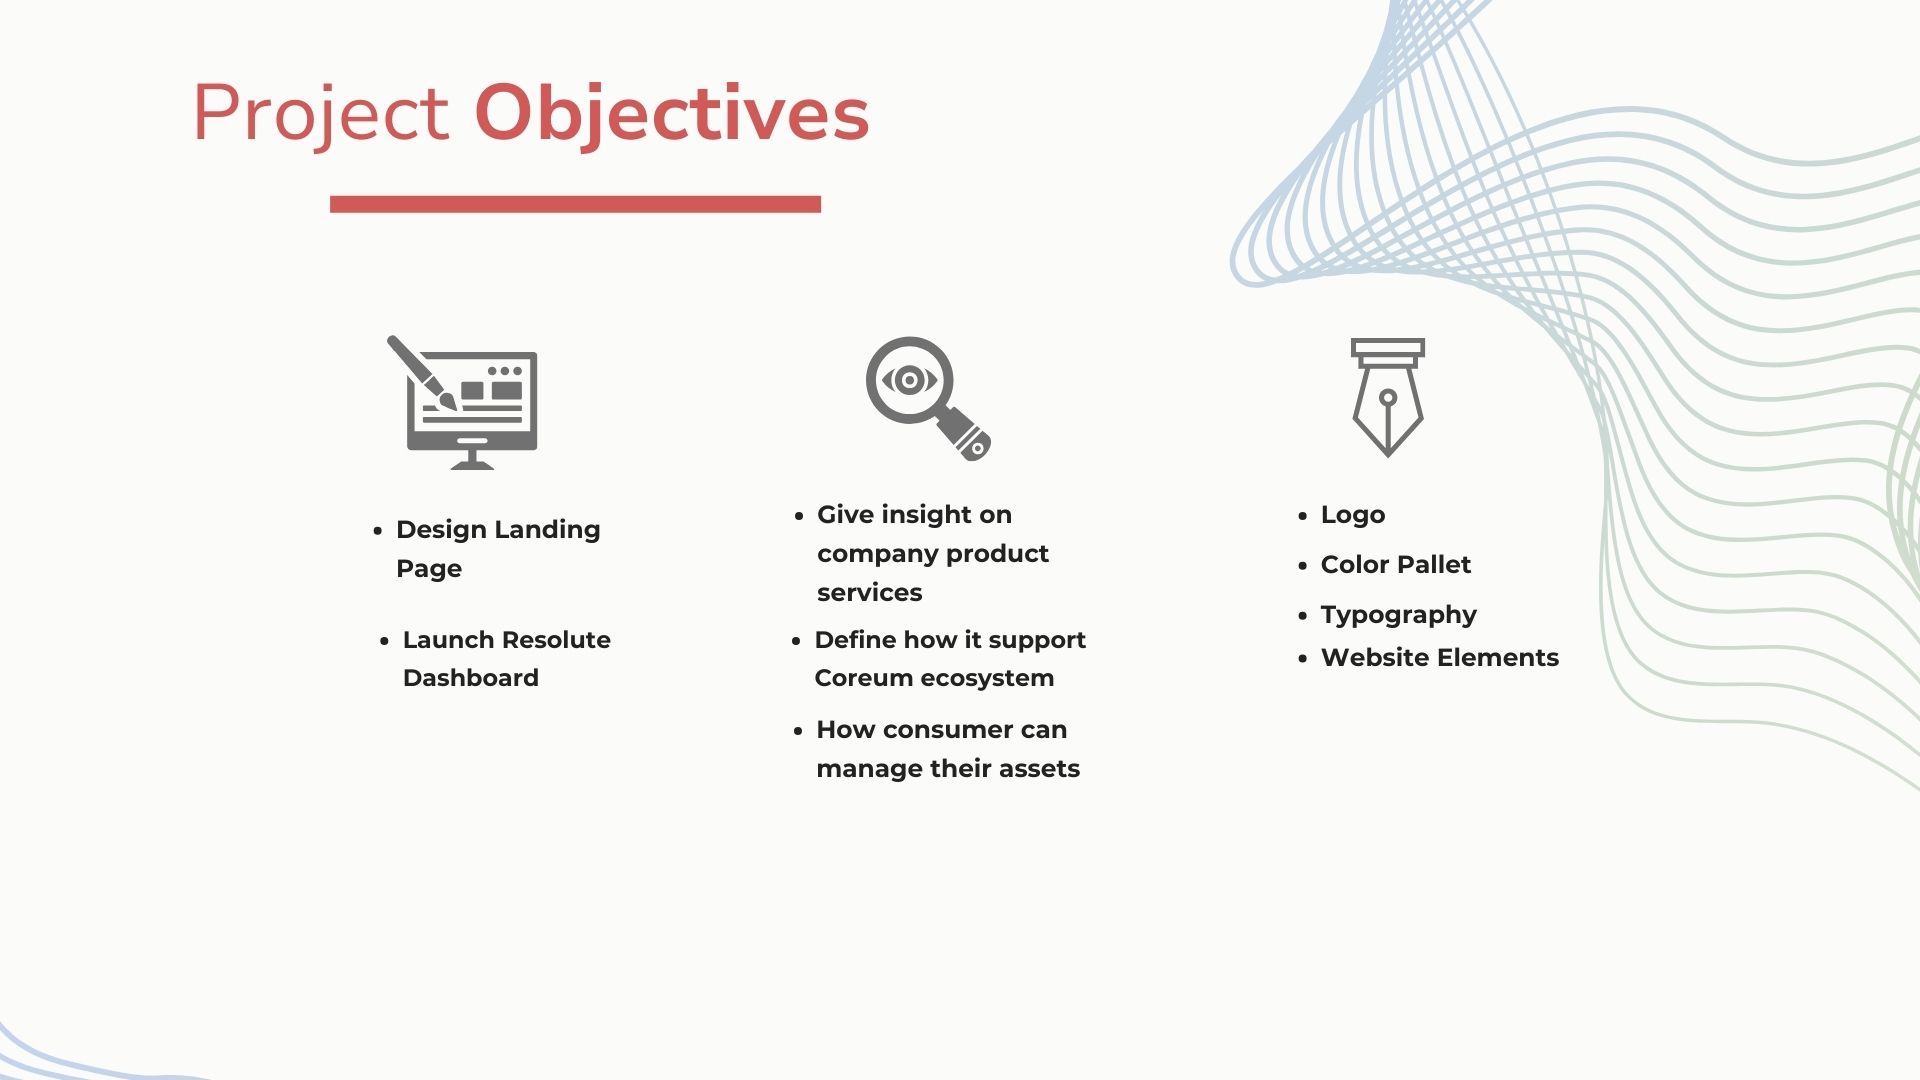 Project Objectives
• Design Landing
Page
• Launch Resolute
Dashboard
• Give insight on
company product
services
• Define how it support
Coreum ecosystem
• How consumer can
manage their assets
• Logo
• Color Pallet
• Typography
• Website Elements